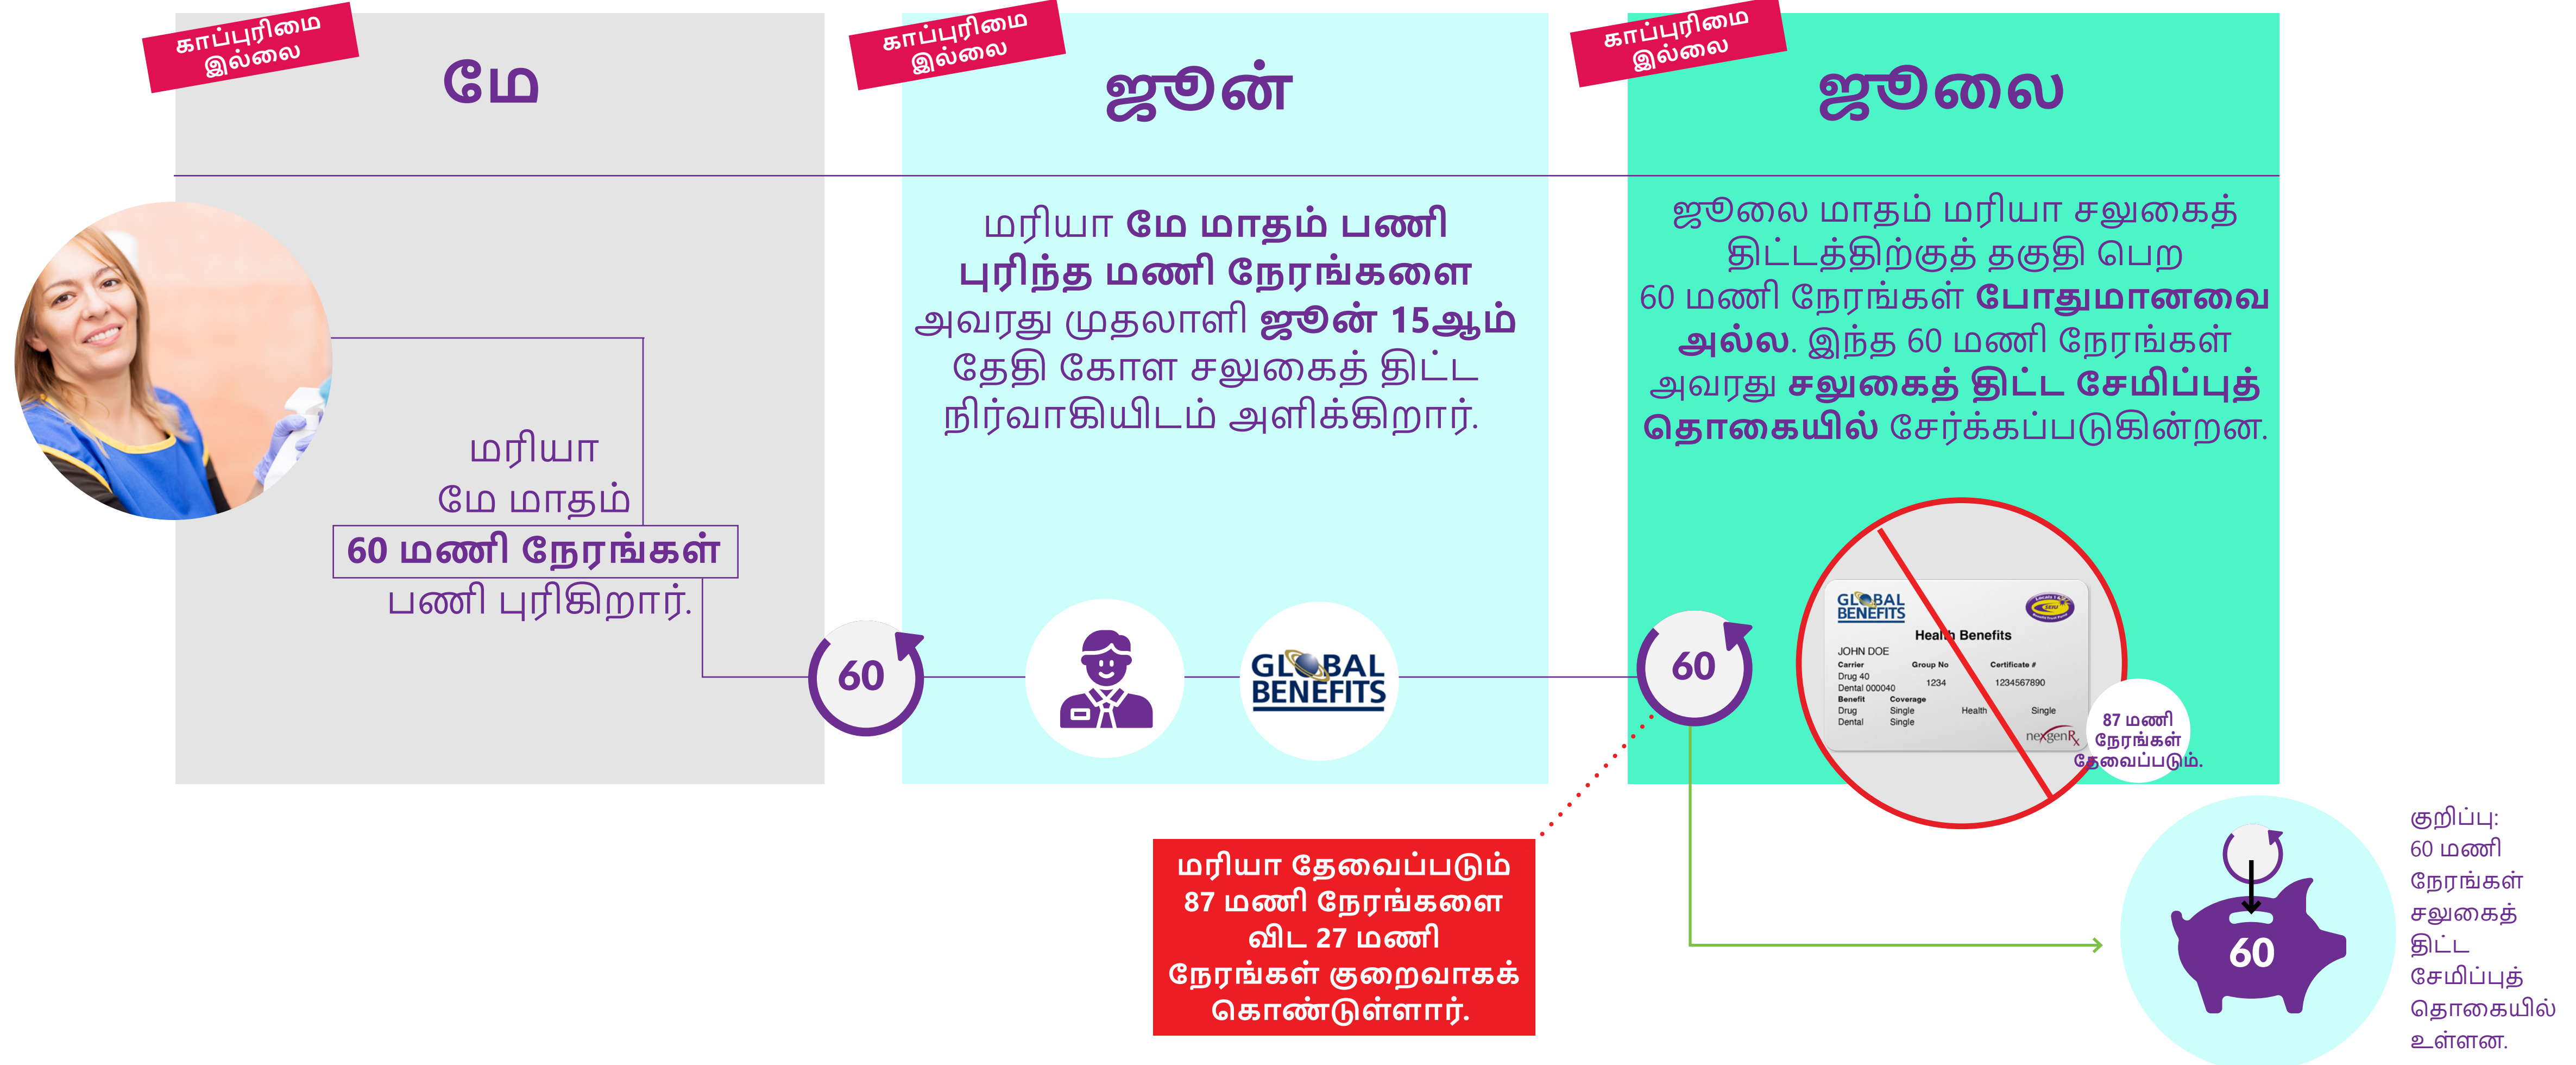 காப்புரிமை
இல்லை
மே
மரியா
மே மாதம்
60 மணி நேரங்கள்
பணி புரிகிறார்.
60
காப்புரிமை
இல்லை
ஜூன்
மரியா மே மாதம் பணி
புரிந்த மணி நேரங்களை
அவரது முதலாளி ஜூன் 15ஆம்
தேதி கோள சலுகைத் திட்ட
நிர்வாகியிடம் அளிக்கிறார்.
GLOBAL
BENEFITS
காப்புரிமை
இல்லை
ஜூலை
ஜூலை மாதம் மரியா சலுகைத்
திட்டத்திற்குத் தகுதி பெற
60 மணி நேரங்கள் போதுமானவை
அல்ல. இந்த 60 மணி நேரங்கள்
அவரது சலுகைத் திட்ட சேமிப்புத்
தொகையில் சேர்க்கப்படுகின்றன.
60
GLOBAL
BENEFITS
SEIU
Health Benefits
JOHN DOE
Carrier Group No Certificate #
Drug 40
Dental 000040 1234 1234567890
Benefit Coverage
Drug Single Health Single
Dental Single
nexgenRx
87 மணி
நேரங்கள்
தேவைப்படும்.
மரியா தேவைப்படும்
87 மணி நேரங்களை
விட 27 மணி
நேரங்கள் குறைவாகக்
கொண்டுள்ளார்.
60
குறிப்பு:
60 மணி
நேரங்கள்
சலுகைத்
திட்ட
சேமிப்புத்
தொகையில்
உள்ளன.